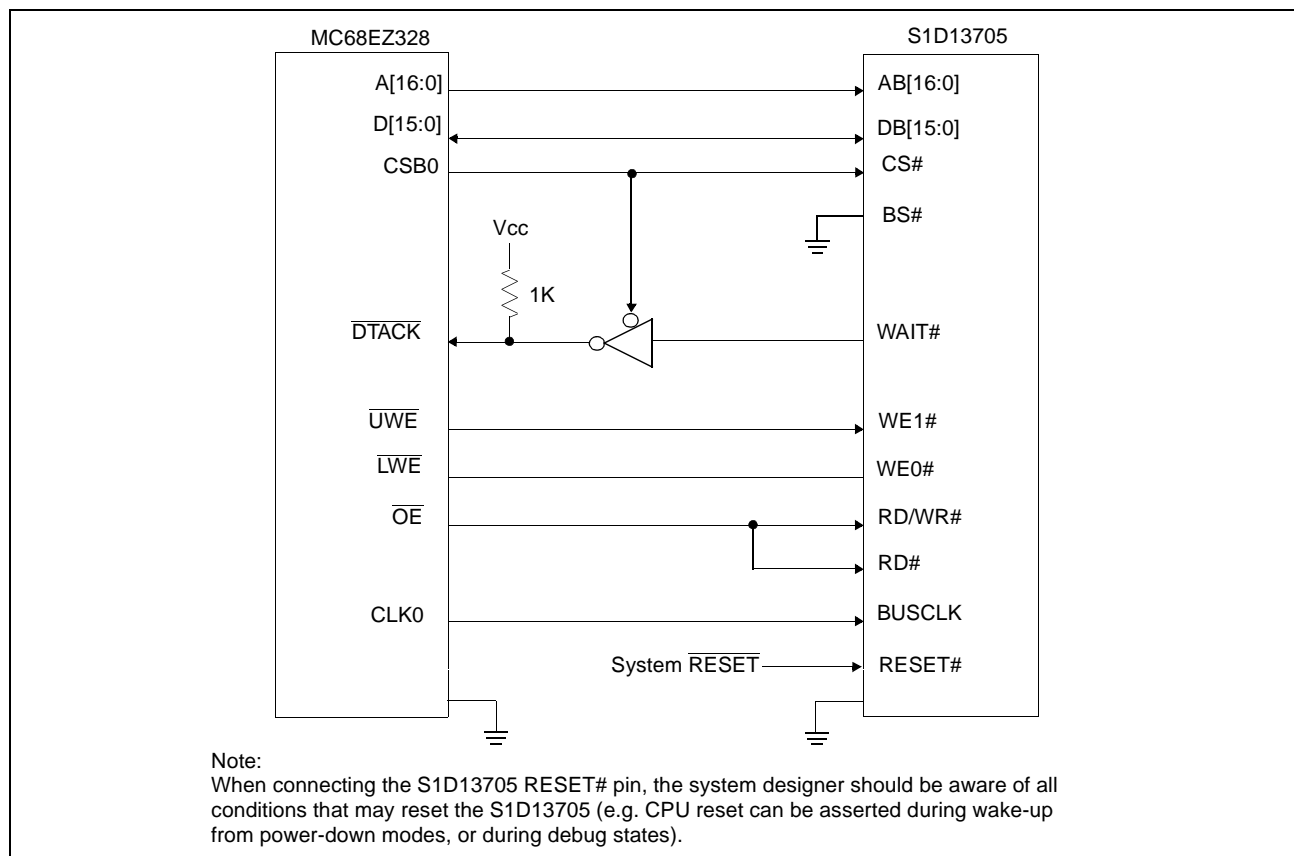 MC68EZ328 S1D13705
A[16:0] AB[16:0]
D[15:0] DB[15:0]
CSB0 CS#
BS#
Vcc
1K
DTACK WAIT#
UWE WE1#
LWE WE0#
OE RD/WR#
RD#
CLK0 BUSCLK
System RESET RESET#
Note:
When connecting the S1D13705 RESET# pin, the system designer should be aware of all
conditions that may reset the S1D13705 (e.g. CPU reset can be asserted during wake-up
from power-down modes, or during debug states).